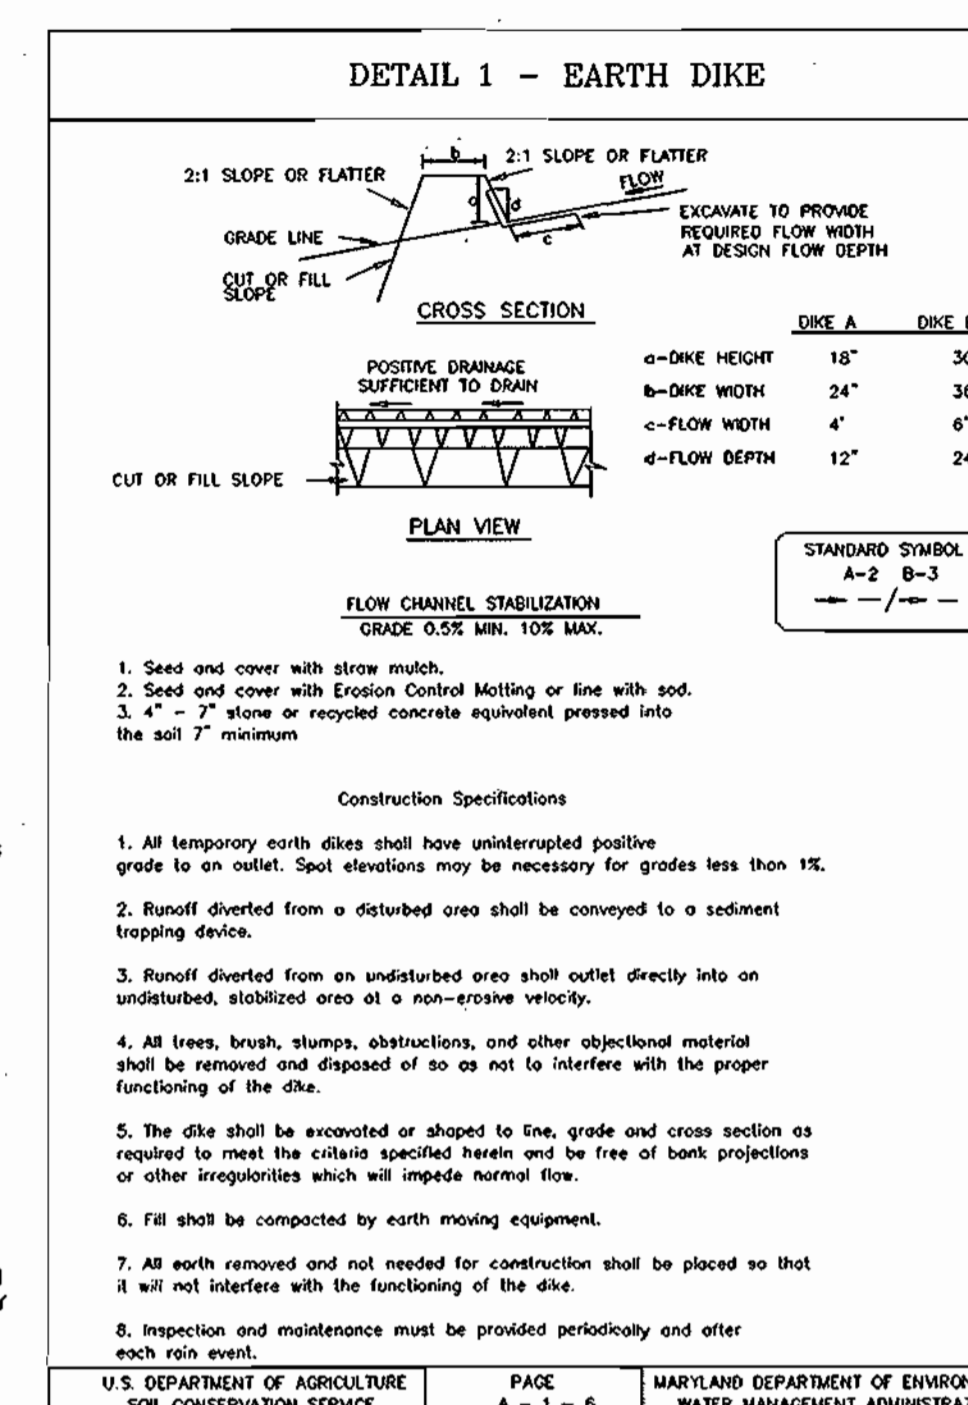 DETAIL 1 - EARTH DIKE
b
2:1 SLOPE OR FLATTER
2:1 SLOPE OR FLATTER
FLOW
a
d
EXCAVATE TO PROVIDE
REQUIRED FLOW WIDTH
AT DESIGN FLOW DEPTH
c
GRADE LINE
CUT OR FILL
SLOPE
CROSS SECTION
DIKE A DIKE
a-DIKE HEIGHT 18"
b-DIKE WIDTH 24"
c-FLOW WIDTH 4'
d-FLOW DEPTH 12"
POSITIVE DRAINAGE
SUFFICIENT TO DRAIN
CUT OR FILL SLOPE
PLAN VIEW
STANDARD SYMBOL
A-2 B-3
FLOW CHANNEL STABILIZATION
GRADE 0.5% MIN. 10% MAX.
1. Seed and cover with straw mulch.
2. Seed and cover with Erosion Control Matting or line with sod.
3. 4" - 7" stone or recycled concrete equivalent pressed into
the soil 7" minimum
Construction Specifications
1. All temporary earth dikes shall have uninterrupted positive
grade to an outlet. Spot elevations may be necessary for grades less than 1%.
2. Runoff diverted from a disturbed area shall be conveyed to a sediment
trapping device.
3. Runoff diverted from an undisturbed area shall outlet directly into an
undisturbed, stabilized area at a non-erosive velocity.
4. All trees, brush, stumps, obstructions, and other objectional material
shall be removed and disposed of so as not to interfere with the proper
functioning of the dike.
5. The dike shall be excavated or shaped to line, grade and cross section as
required to meet the criteria specified herein and be free of bank projections
or other irregularities which will impede normal flow.
6. Fill shall be compacted by earth moving equipment.
7. All earth removed and not needed for construction shall be placed so that
it will not interfere with the functioning of the dike.
8. Inspection and maintenance must be provided periodically and after
each rain event.
U.S. DEPARTMENT OF AGRICULTURE
SOIL CONSERVATION SERVICE
PAGE
A - 1 - 6
MARYLAND DEPARTMENT OF ENVIRON
WATER MANAGEMENT ADMINISTRAT